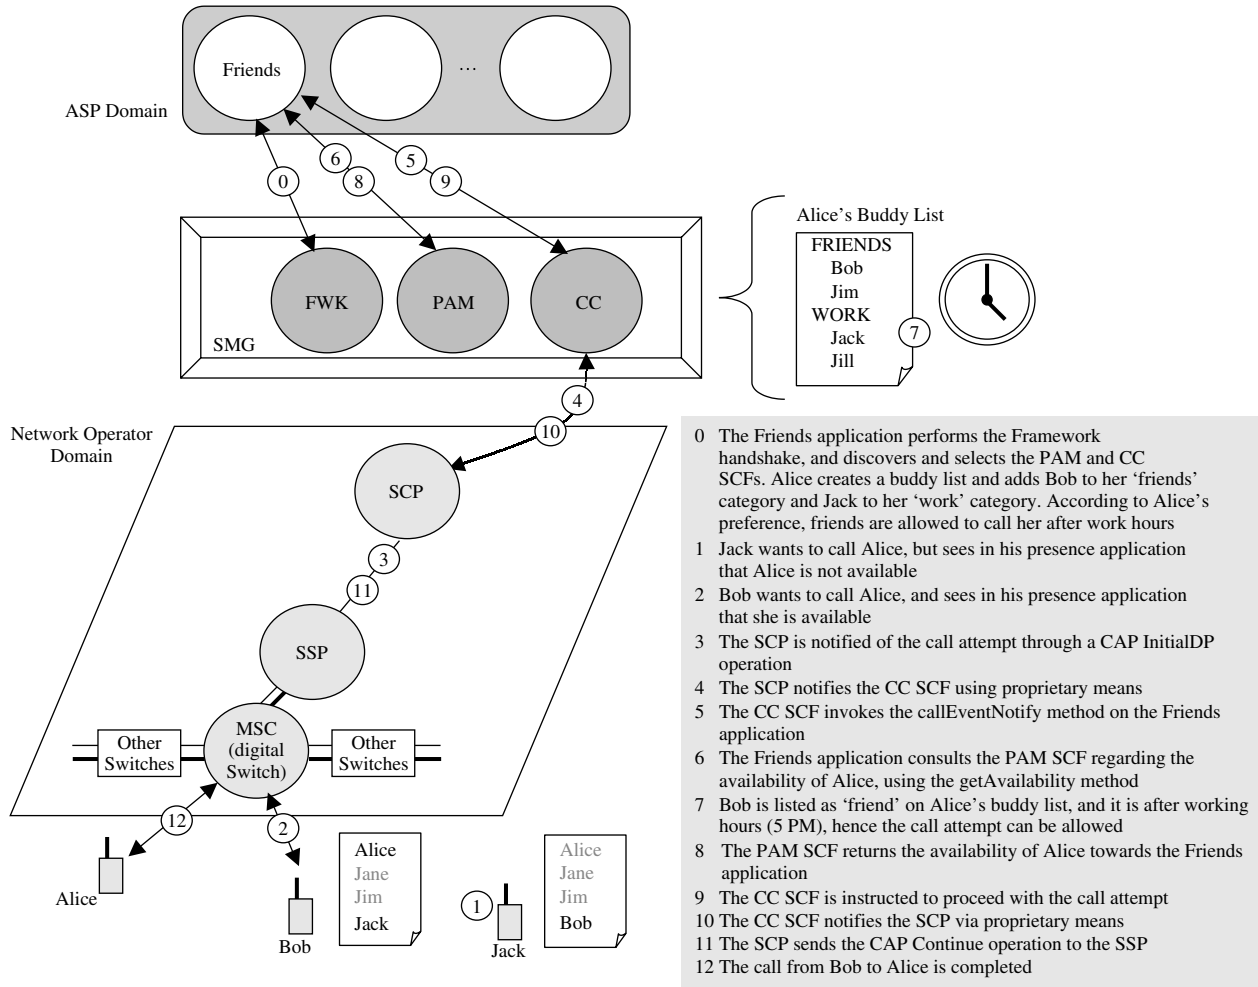 Friends
...
ASP Domain
6
5
0
8
9
Alice's Buddy List
FRIENDS
Bob
Jim
WORK
Jack
Jill
7
FWK
PAM
CC
SMG
4
10
Network Operator
Domain
SCP
3
11
SSP
MSC
(digital
Switch)
Other
Switches
Other
Switches
12
2
Alice
Bob
Alice
Jane
Jim
Jack
1
Jack
Alice
Jane
Jim
Bob
0 The Friends application performs the Framework
handshake, and discovers and selects the PAM and CC
SCFs. Alice creates a buddy list and adds Bob to her ‘friends’
category and Jack to her ‘work’ category. According to Alice’s
preference, friends are allowed to call her after work hours
1 Jack wants to call Alice, but sees in his presence application
that Alice is not available
2 Bob wants to call Alice, and sees in his presence application
that she is available
3 The SCP is notified of the call attempt through a CAP InitialDP
operation
4 The SCP notifies the CC SCF using proprietary means
5 The CC SCF invokes the callEventNotify method on the Friends
application
6 The Friends application consults the PAM SCF regarding the
availability of Alice, using the getAvailability method
7 Bob is listed as ‘friend’ on Alice’s buddy list, and it is after working
hours (5 PM), hence the call attempt can be allowed
8 The PAM SCF returns the availability of Alice towards the Friends
application
9 The CC SCF is instructed to proceed with the call attempt
10 The CC SCF notifies the SCP via proprietary means
11 The SCP sends the CAP Continue operation to the SSP
12 The call from Bob to Alice is completed